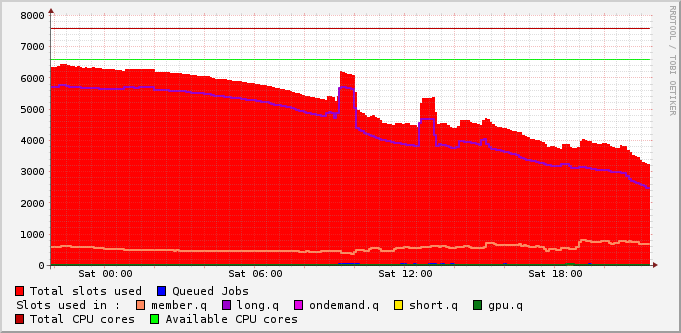 8000
7000
6000
5000
4000
3000
2000
1000
0
Sat 00:00 Sat 06:00 Sat 12:00 Sat 18:00
Total slots used Queued Jobs
Slots used in : member.q long.q ondemand.q short.q gpu.q
Total CPU cores Available CPU cores
RRDTOOL / TOBI OETIKER